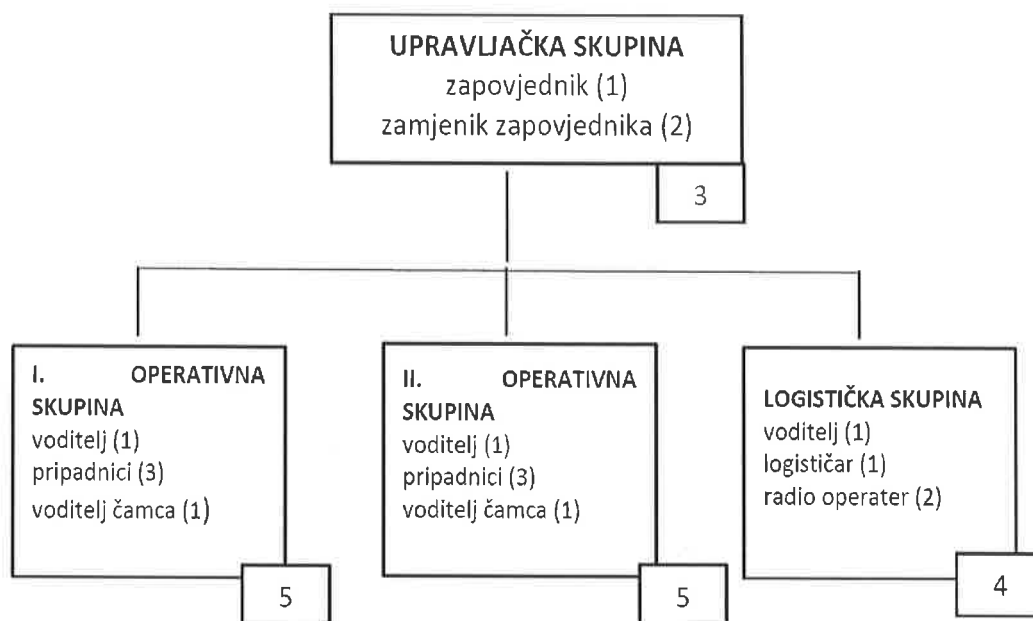 UPRAVLJAČKA SKUPINA
zapovjednik (1)
zamjenik zapovjednika (2)
3
I. OPERATIVNA
SKUPINA
voditelj (1)
pripadnici (3)
voditelj čamca (1)
5
II. OPERATIVNA
SKUPINA
voditelj (1)
pripadnici (3)
voditelj čamca (1)
5
LOGISTIČKA SKUPINA
voditelj (1)
logističar (1)
radio operater (2)
4